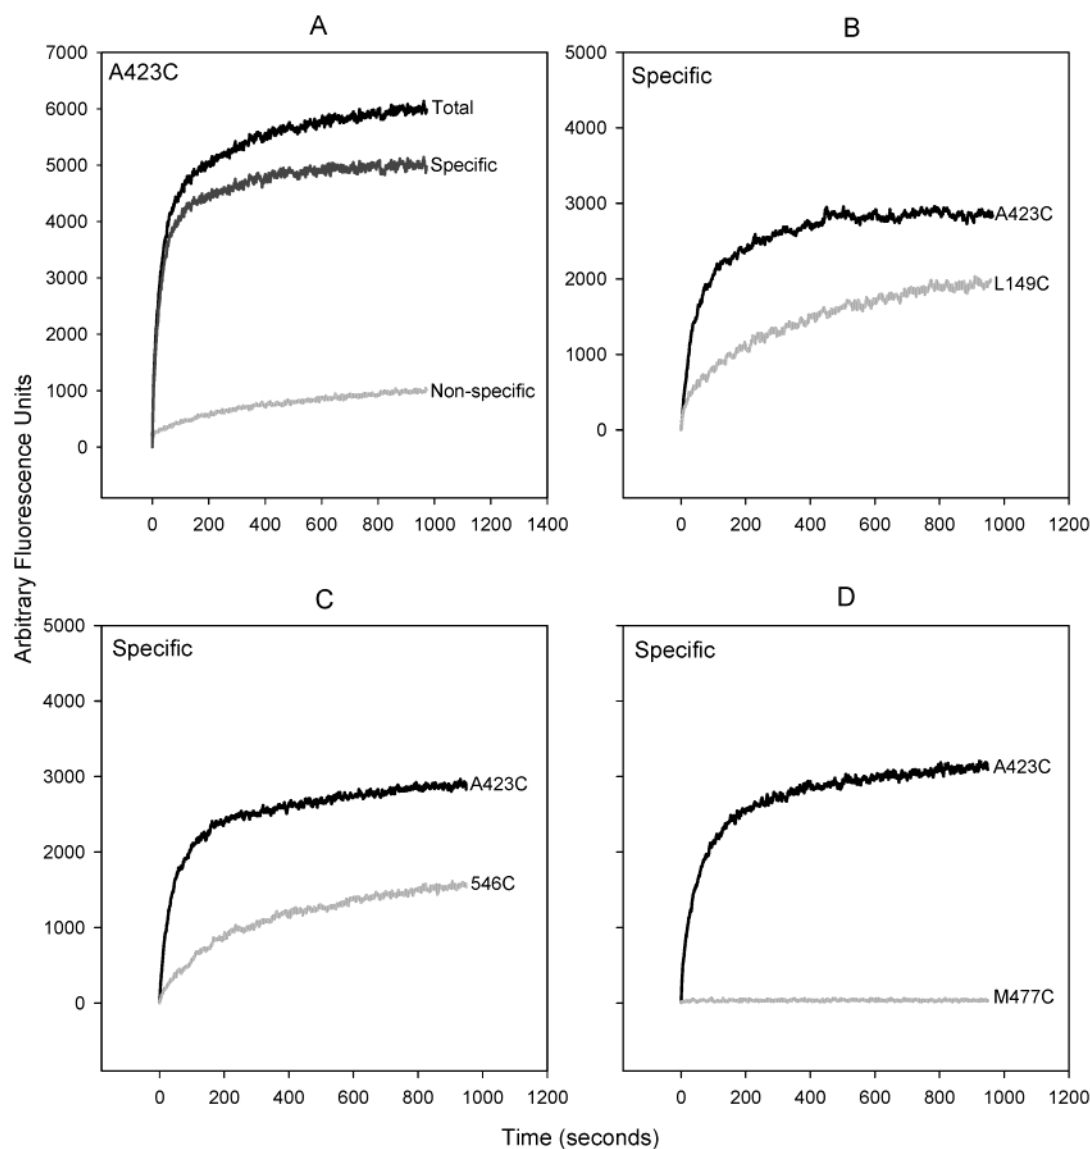 A
A423C
7000
6000
5000
4000
3000
2000
1000
0
Total
Specific
Non-specific
0 200 400 600 800 1000 1200 1400
B
Specific
5000
4000
3000
2000
1000
0
A423C
L149C
0 200 400 600 800 1000 1200
Arbitrary Fluorescence Units
C
Specific
5000
4000
3000
2000
1000
0
A423C
546C
0 200 400 600 800 1000 1200
D
Specific
A423C
M477C
0 200 400 600 800 1000 1200
Time (seconds)